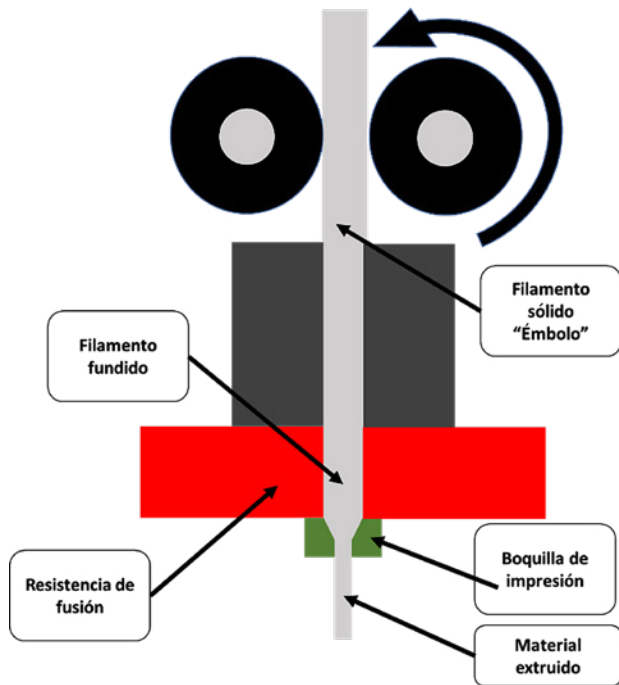 Filamento
sólido
“Émbolo”
Filamento
fundido
Resistencia de
fusión
Boquilla de
impresión
Material
extruido